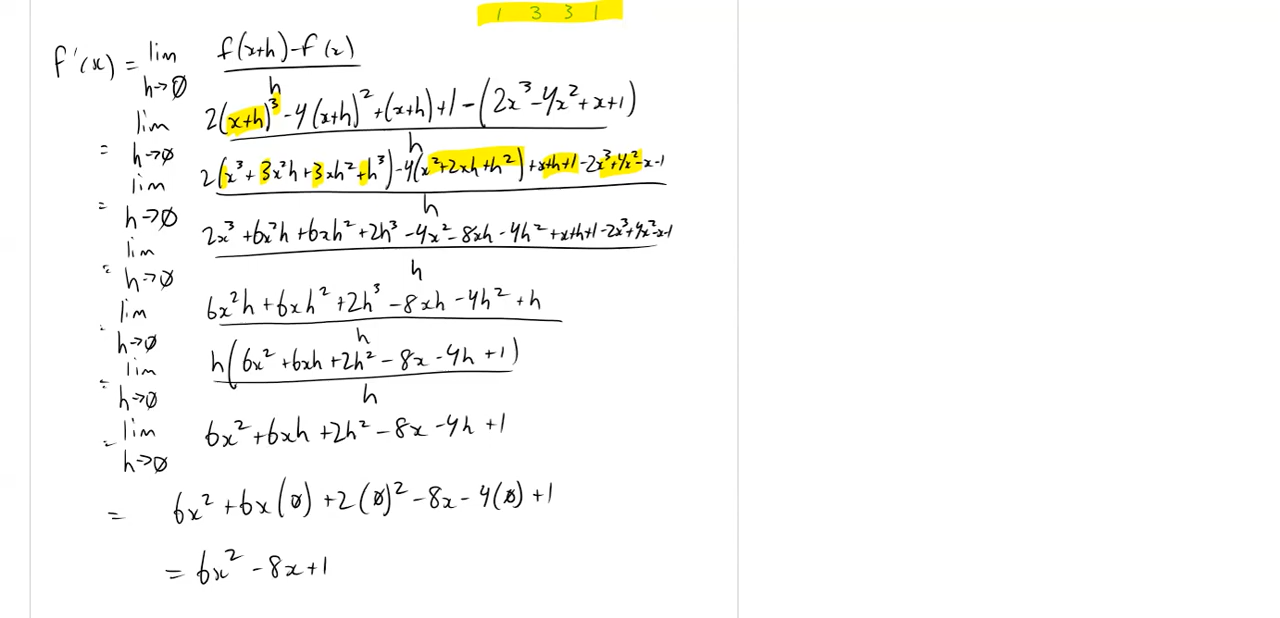 1 3 3 1
f'(x) = lim h→0 f(x+h)-f(x) / h
= lim h→0 2(x+h)³ - 4(x+h)² + (x+h) + 1 - (2x³ - 4x² + x + 1) / h
= lim h→0 2(x³ + 3x²h + 3xh² + h³) - 4(x² + 2xh + h²) + x+h+1 - 2x³ + 4x² - x - 1 / h
= lim h→0 2x³ + 6x²h + 6xh² + 2h³ - 4x² - 8xh - 4h² + x+h+1 - 2x³ + 4x² - x - 1 / h
= lim h→0 6x²h + 6xh² + 2h³ - 8xh - 4h² + h / h
= lim h→0 h(6x² + 6xh + 2h² - 8x - 4h + 1) / h
= lim h→0 6x² + 6xh + 2h² - 8x - 4h + 1
= 6x² + 6x(0) + 2(0)² - 8x - 4(0) + 1
= 6x² - 8x + 1